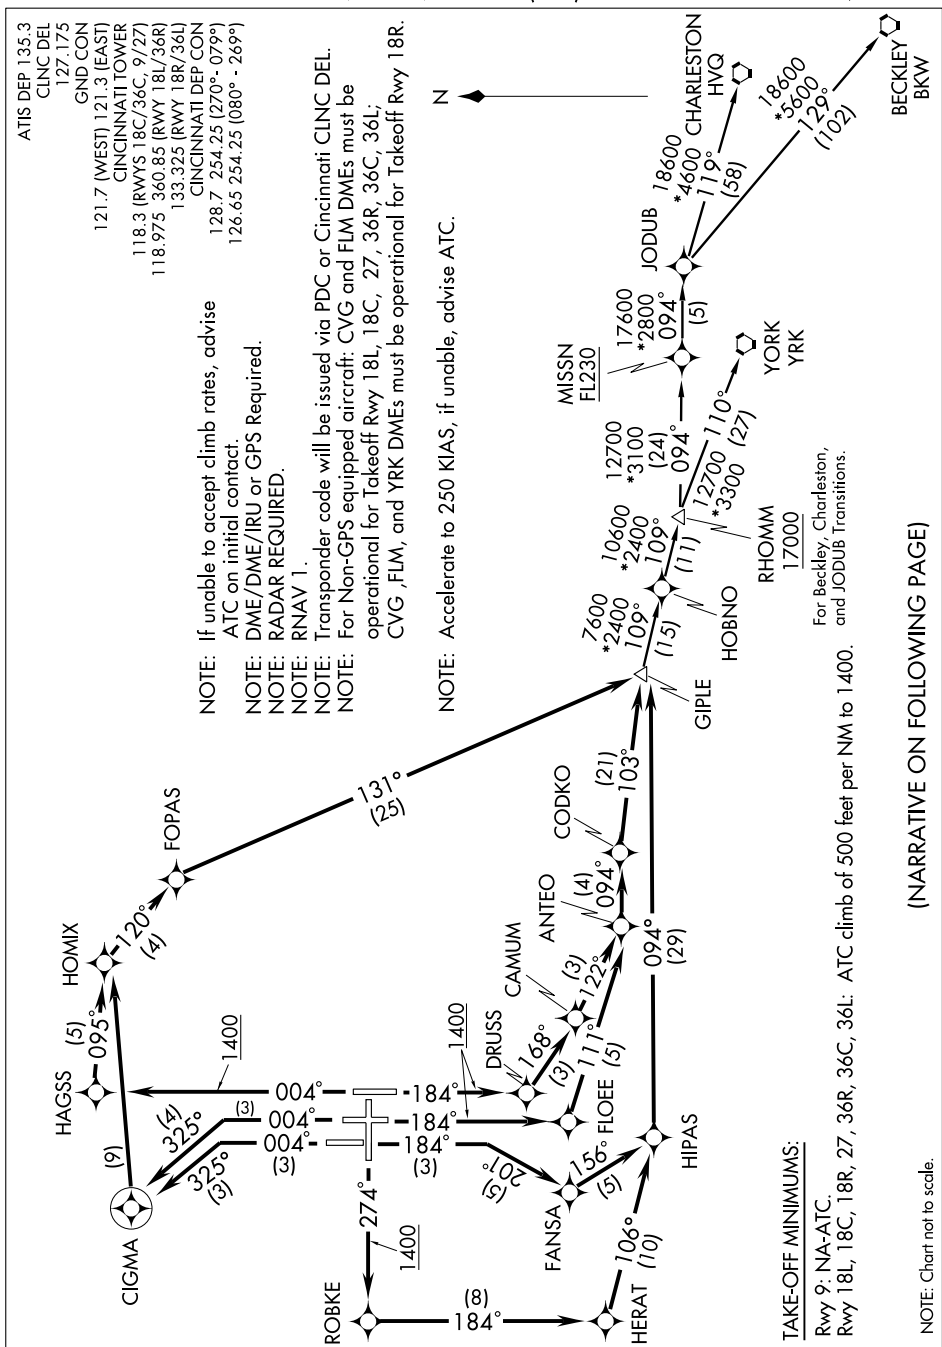 ATIS DEP 135.3
CLNC DEL
127.175
GND CON
121.7 (WEST) 121.3 (EAST)
CINCINNATI TOWER
118.3 (RWYS 18C/36C, 9/27)
118.975 360.85 (RWY 18L/36R)
133.325 (RWY 18R/36L)
CINCINNATI DEP CON
128.7 254.25 (270°- 079°)
126.65 254.25 (080° - 269°)
NOTE: If unable to accept climb rates, advise
ATC on initial contact.
NOTE: DME/DME/IRU or GPS Required.
NOTE: RADAR REQUIRED.
NOTE: RNAV 1.
NOTE: Transponder code will be issued via PDC or Cincinnati CLNC DEL.
NOTE: For Non-GPS equipped aircraft: CVG and FLM DMEs must be
operational for Takeoff Rwy 18L, 18C, 27, 36R, 36C, 36L;
CVG ,FLM, and YRK DMEs must be operational for Takeoff Rwy 18R.
NOTE: Accelerate to 250 KIAS, if unable, advise ATC.
N
CIGMA
HAGSS
(5)
095°
HOMIX
120°
(4)
FOPAS
131°
(25)
(9)
(4)
325°
(3)
325°
(3)
1400
004°
004°
004°
(3)
274°
1400
ROBKE
(8)
184°
HERAT
106°
(10)
184°
184°
184°
(3)
1400
201°
(5)
FANSA
156°
(5)
HIPAS
DRUSS
168°
(3)
FLOEE
111°
(5)
CAMUM
(3)
122°
ANTEO
(4)
094°
CODKO
(21)
103°
094°
(29)
GIPLE
7600
*2400
109°
(15)
HOBNO
10600
*2400
109°
(11)
RHOMM
17000
For Beckley, Charleston,
and JODUB Transitions.
12700
*3100
(24)
094°
MISSN
FL230
110°
(27)
12700
*3300
YORK
YRK
17600
*2800
094°
(5)
JODUB
18600
*4600
119°
(58)
CHARLESTON
HVQ
18600
*5600
129°
(102)
BECKLEY
BKW
TAKE-OFF MINIMUMS:
Rwy 9: NA-ATC.
Rwy 18L, 18C, 18R, 27, 36R, 36C, 36L: ATC climb of 500 feet per NM to 1400.
(NARRATIVE ON FOLLOWING PAGE)
NOTE: Chart not to scale.